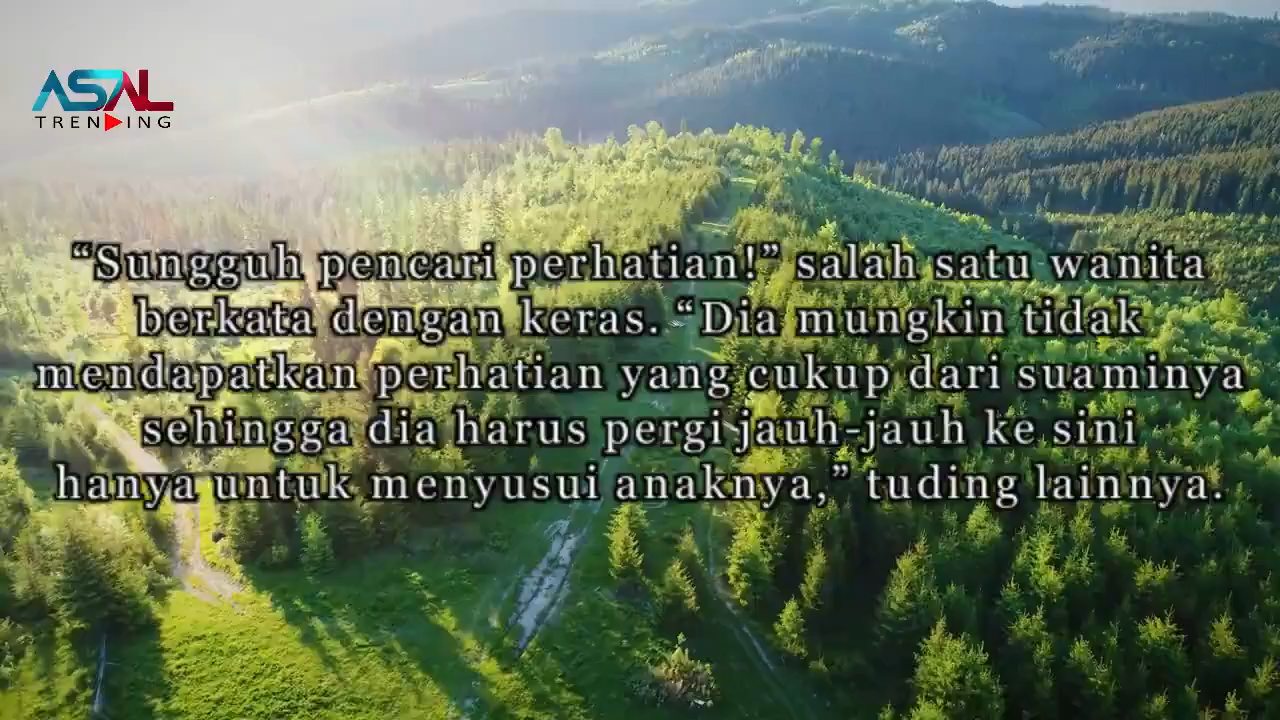 ASAL
TRENDING
“Sungguh pencari perhatian!” salah satu wanita
berkata dengan keras. “Dia mungkin tidak
mendapatkan perhatian yang cukup dari suaminya
sehingga dia harus pergi jauh-jauh ke sini
hanya untuk menyusui anaknya,” tuding lainnya.